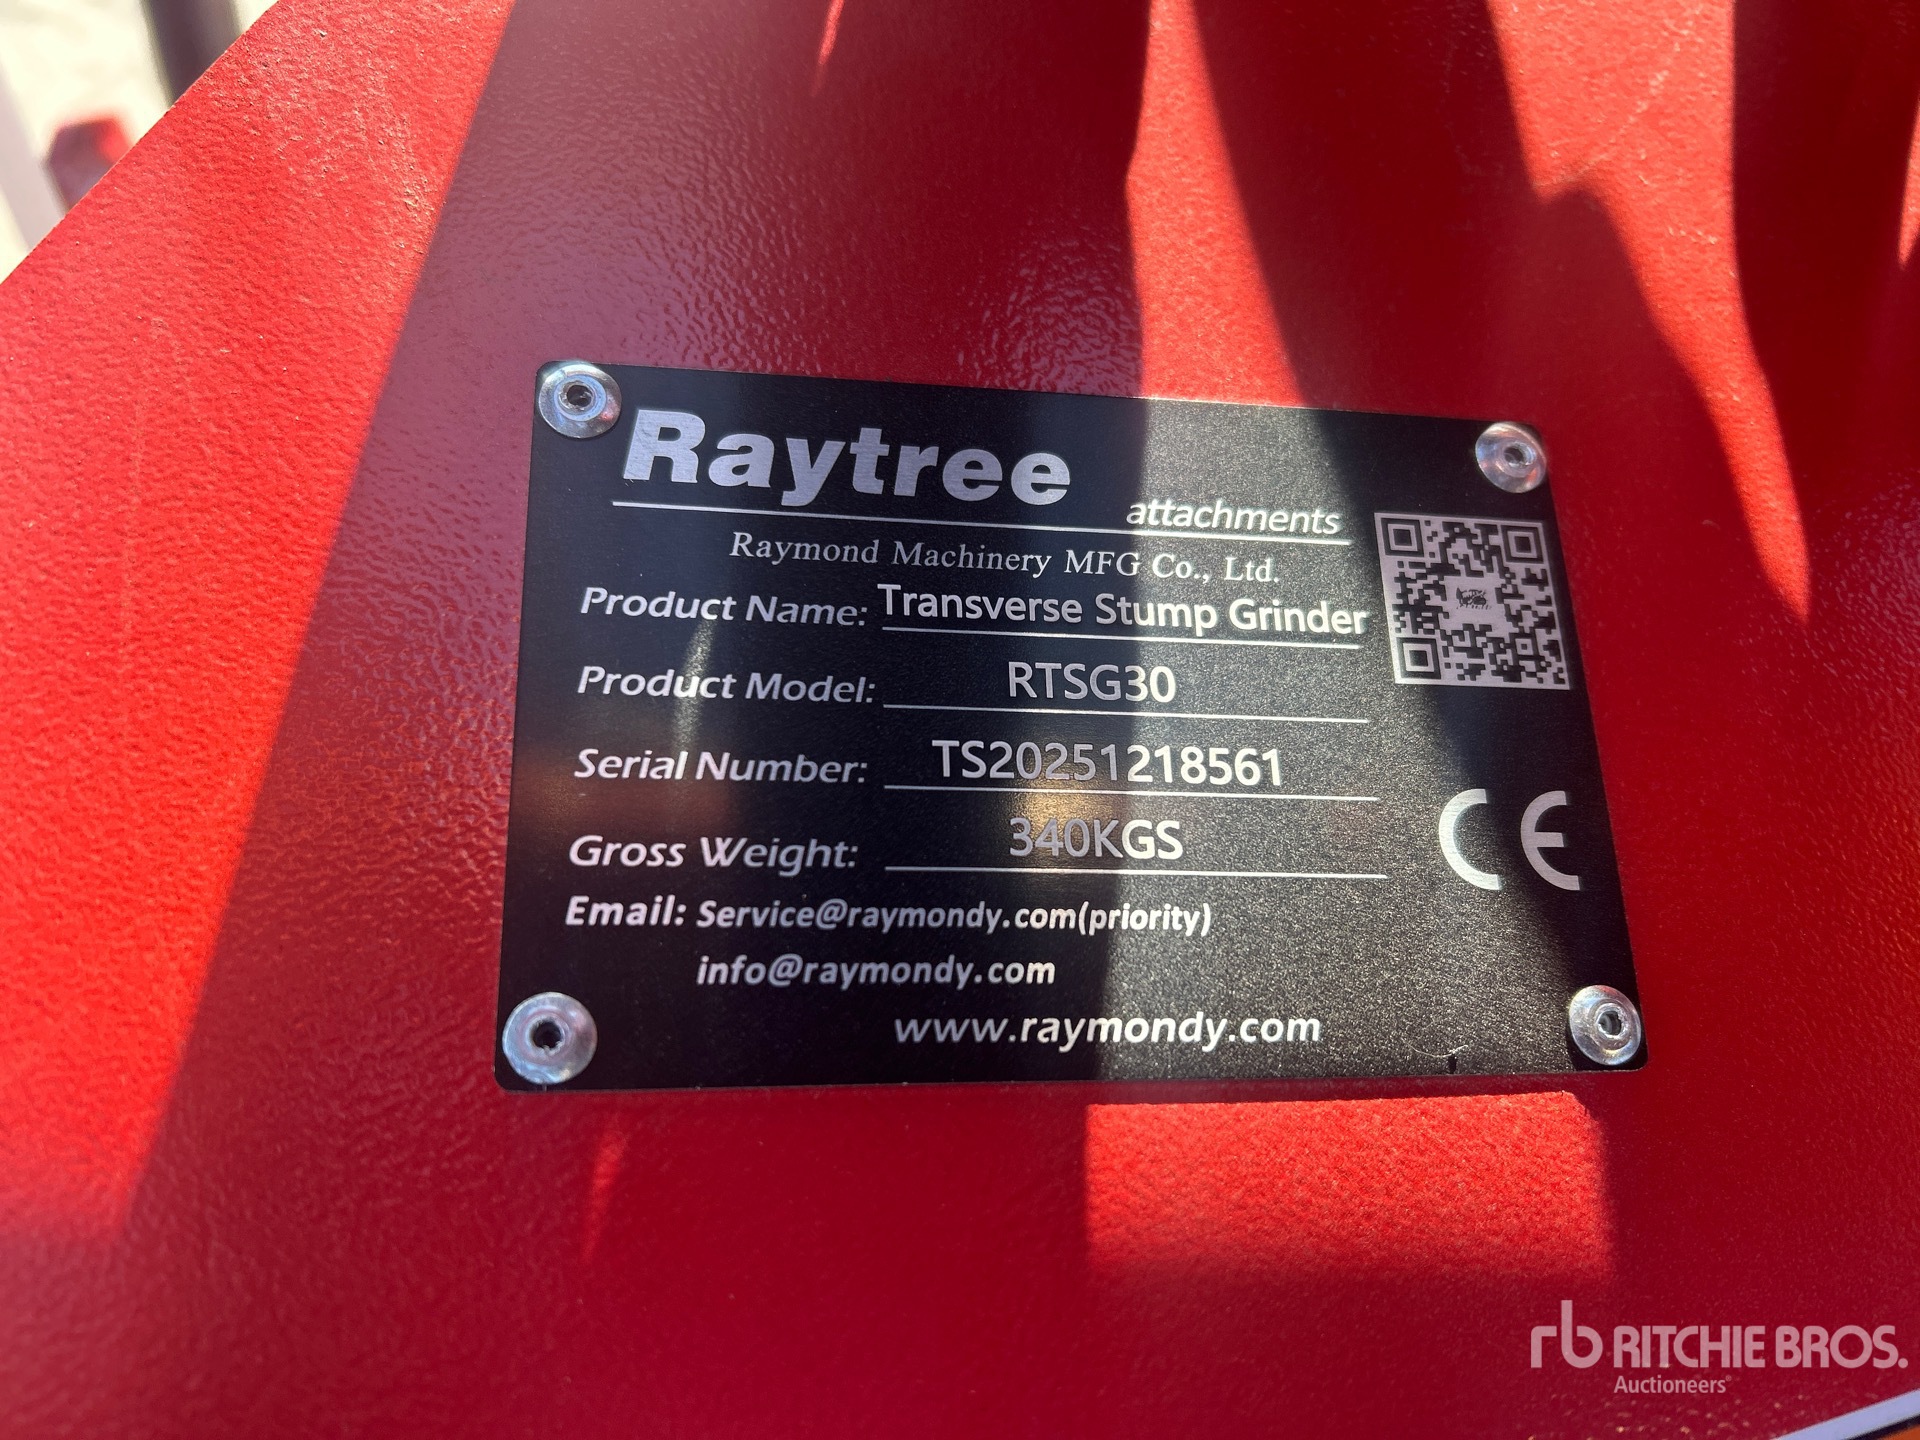 Raytree
attachments
Raymond Machinery MFG Co., Ltd.
Product Name: Transverse Stump Grinder
Product Model: RTSG30
Serial Number: TS20251218561
Gross Weight: 340KGS
CE
Email: Service@raymondy.com(priority)
info@raymondy.com
www.raymondy.com
rb RITCHIE BROS.
Auctioneers